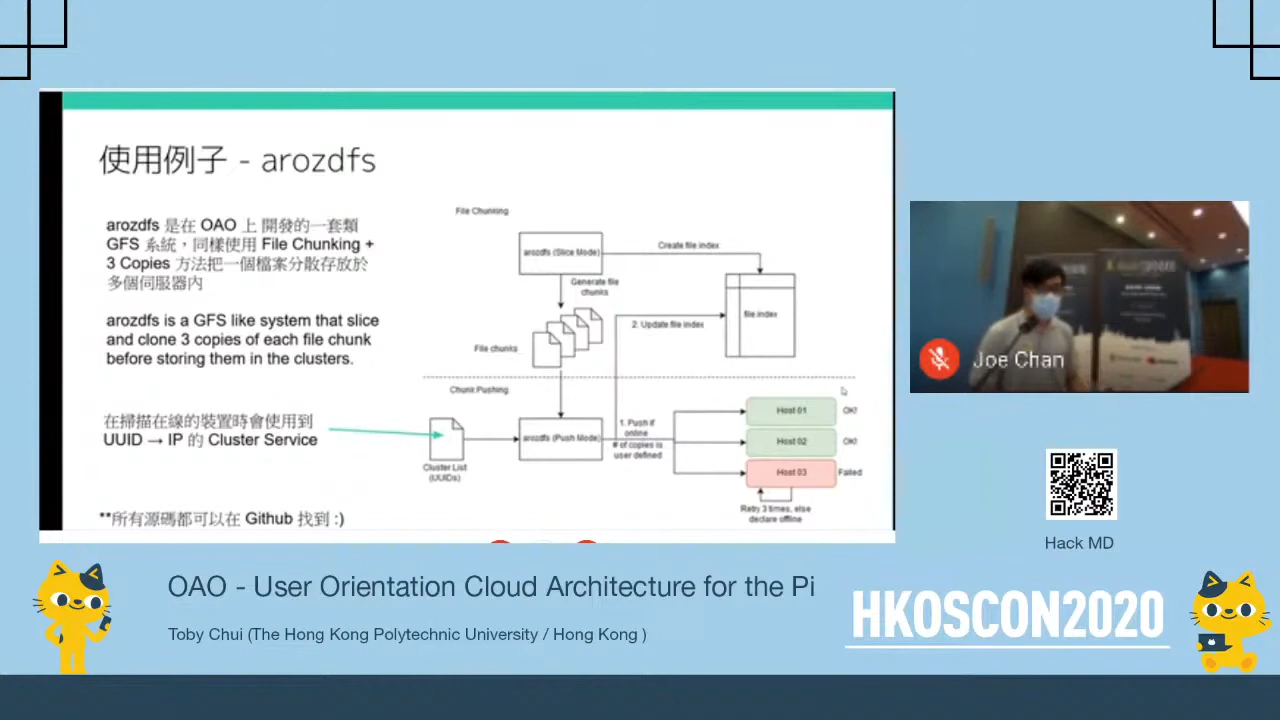 使用例子 - arozdfs
arozdfs 是在 OAO 上 開發的一套類
GFS 系統，同樣使用 File Chunking +
3 Copies 方法把一個檔案分散存放於
多個伺服器內
arozdfs is a GFS like system that slice
and clone 3 copies of each file chunk
before storing them in the clusters.
在掃描在線的裝置時會使用到
UUID → IP 的 Cluster Service
**所有源碼都可以在 Github 找到 :)
File Chunking
arozdfs (Slice Mode)
Create file index
Generate file
chunks
file.index
2. Update file index
File chunks
Chunk Pushing
Cluster List
(UUIDs)
arozdfs (Push Mode)
1. Push if
online
# of copies is
user defined
Host 01
OK!
Host 02
OK!
Host 03
Failed
Retry 3 times, else
declare offline
Joe Chan
Hack MD
OAO - User Orientation Cloud Architecture for the Pi
Toby Chui (The Hong Kong Polytechnic University / Hong Kong )
HKOSCON2020